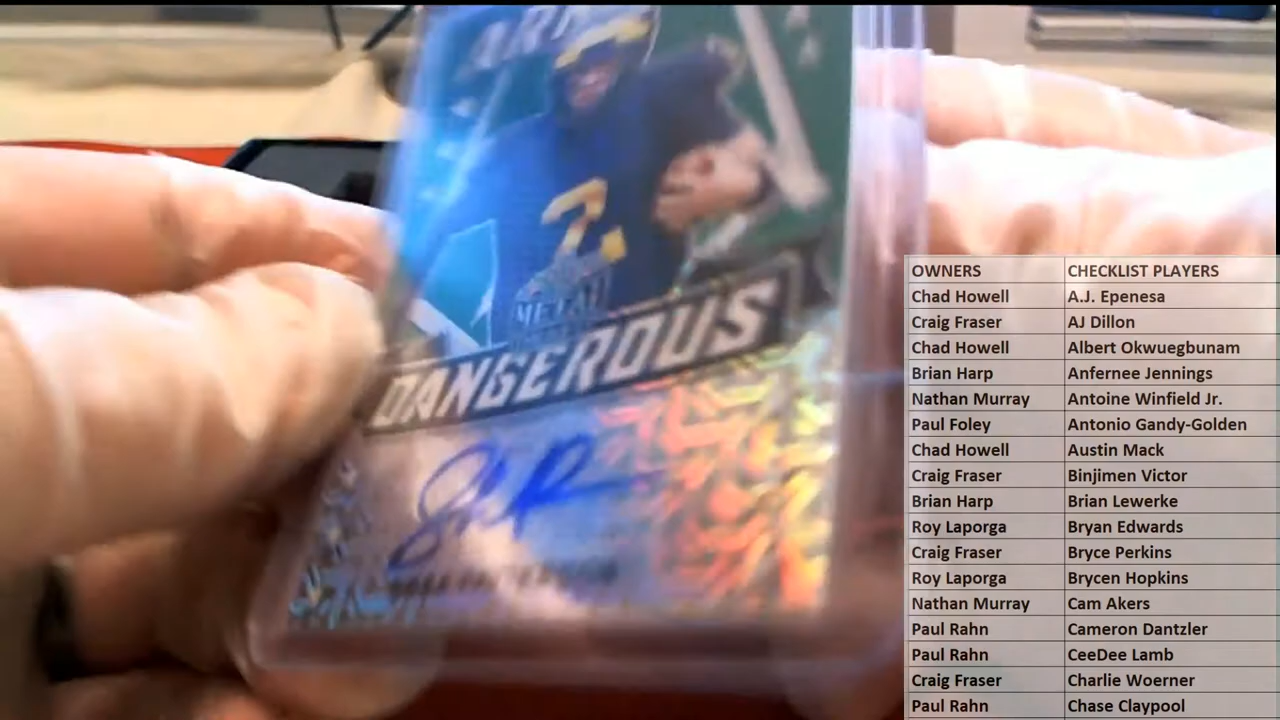 ARM
2
METAL
DANGEROUS
OWNERS CHECKLIST PLAYERS
Chad Howell A.J. Epenesa
Craig Fraser AJ Dillon
Chad Howell Albert Okwuegbunam
Brian Harp Anfernee Jennings
Nathan Murray Antoine Winfield Jr.
Paul Foley Antonio Gandy-Golden
Chad Howell Austin Mack
Craig Fraser Binjimen Victor
Brian Harp Brian Lewerke
Roy Laporga Bryan Edwards
Craig Fraser Bryce Perkins
Roy Laporga Brycen Hopkins
Nathan Murray Cam Akers
Paul Rahn Cameron Dantzler
Paul Rahn CeeDee Lamb
Craig Fraser Charlie Woerner
Paul Rahn Chase Claypool